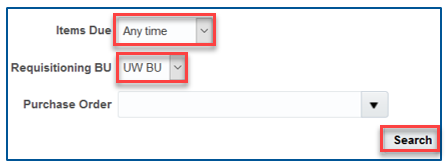 Items Due Any time
Requisitioning BU UW BU
Purchase Order
Search